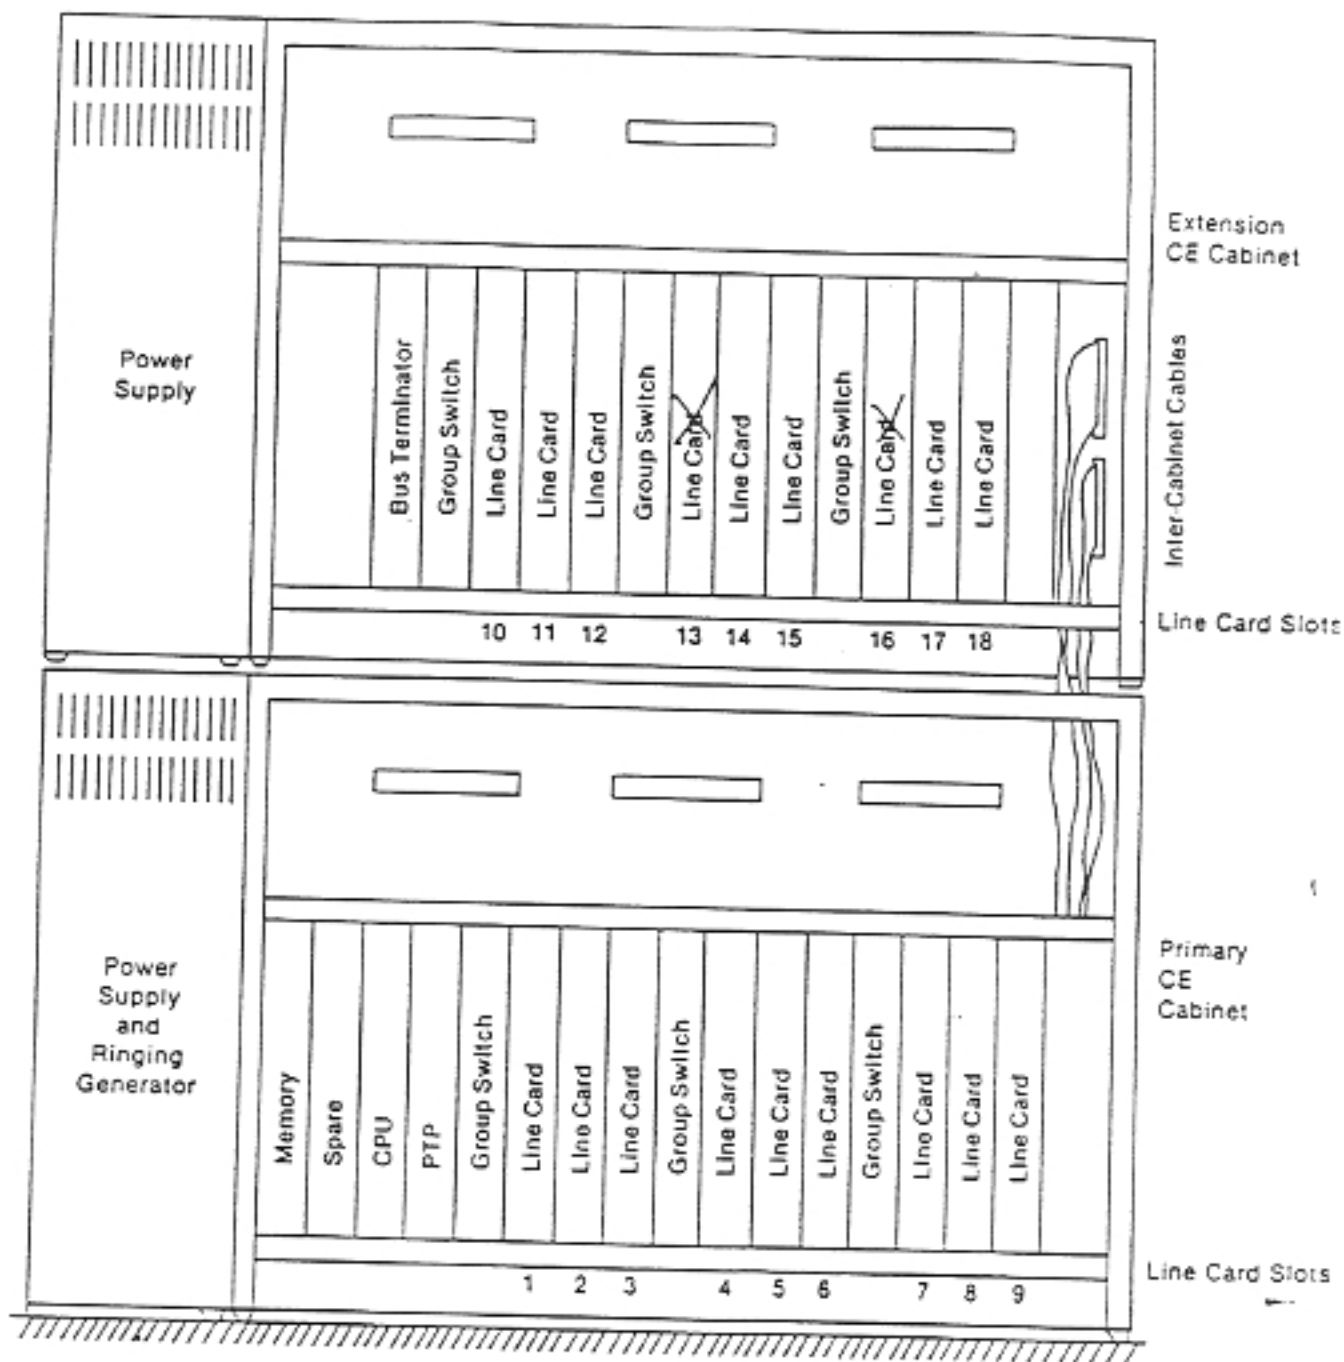 Extension
CE Cabinet
Power
Supply
Bus Terminator
Group Switch
Line Card
Line Card
Line Card
Group Switch
Line Card
Line Card
Line Card
Group Switch
Line Card
Line Card
Line Card
Inter-Cabinet Cables
10 11 12 13 14 15 16 17 18
Line Card Slots
Power
Supply
and
Ringing
Generator
Memory
Spare
CPU
PTP
Group Switch
Line Card
Line Card
Line Card
Group Switch
Line Card
Line Card
Line Card
Group Switch
Line Card
Line Card
Line Card
Primary
CE
Cabinet
1 2 3 4 5 6 7 8 9
Line Card Slots